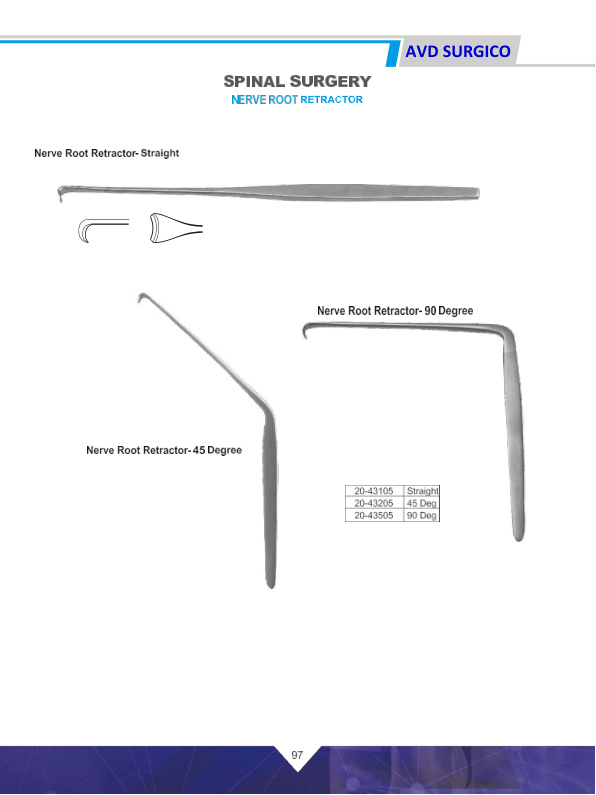 AVD SURGICO
SPINAL SURGERY
NERVE ROOT RETRACTOR
Nerve Root Retractor- Straight
Nerve Root Retractor- 90 Degree
Nerve Root Retractor- 45 Degree
20-43105 Straight
20-43205 45 Deg
20-43505 90 Deg
97